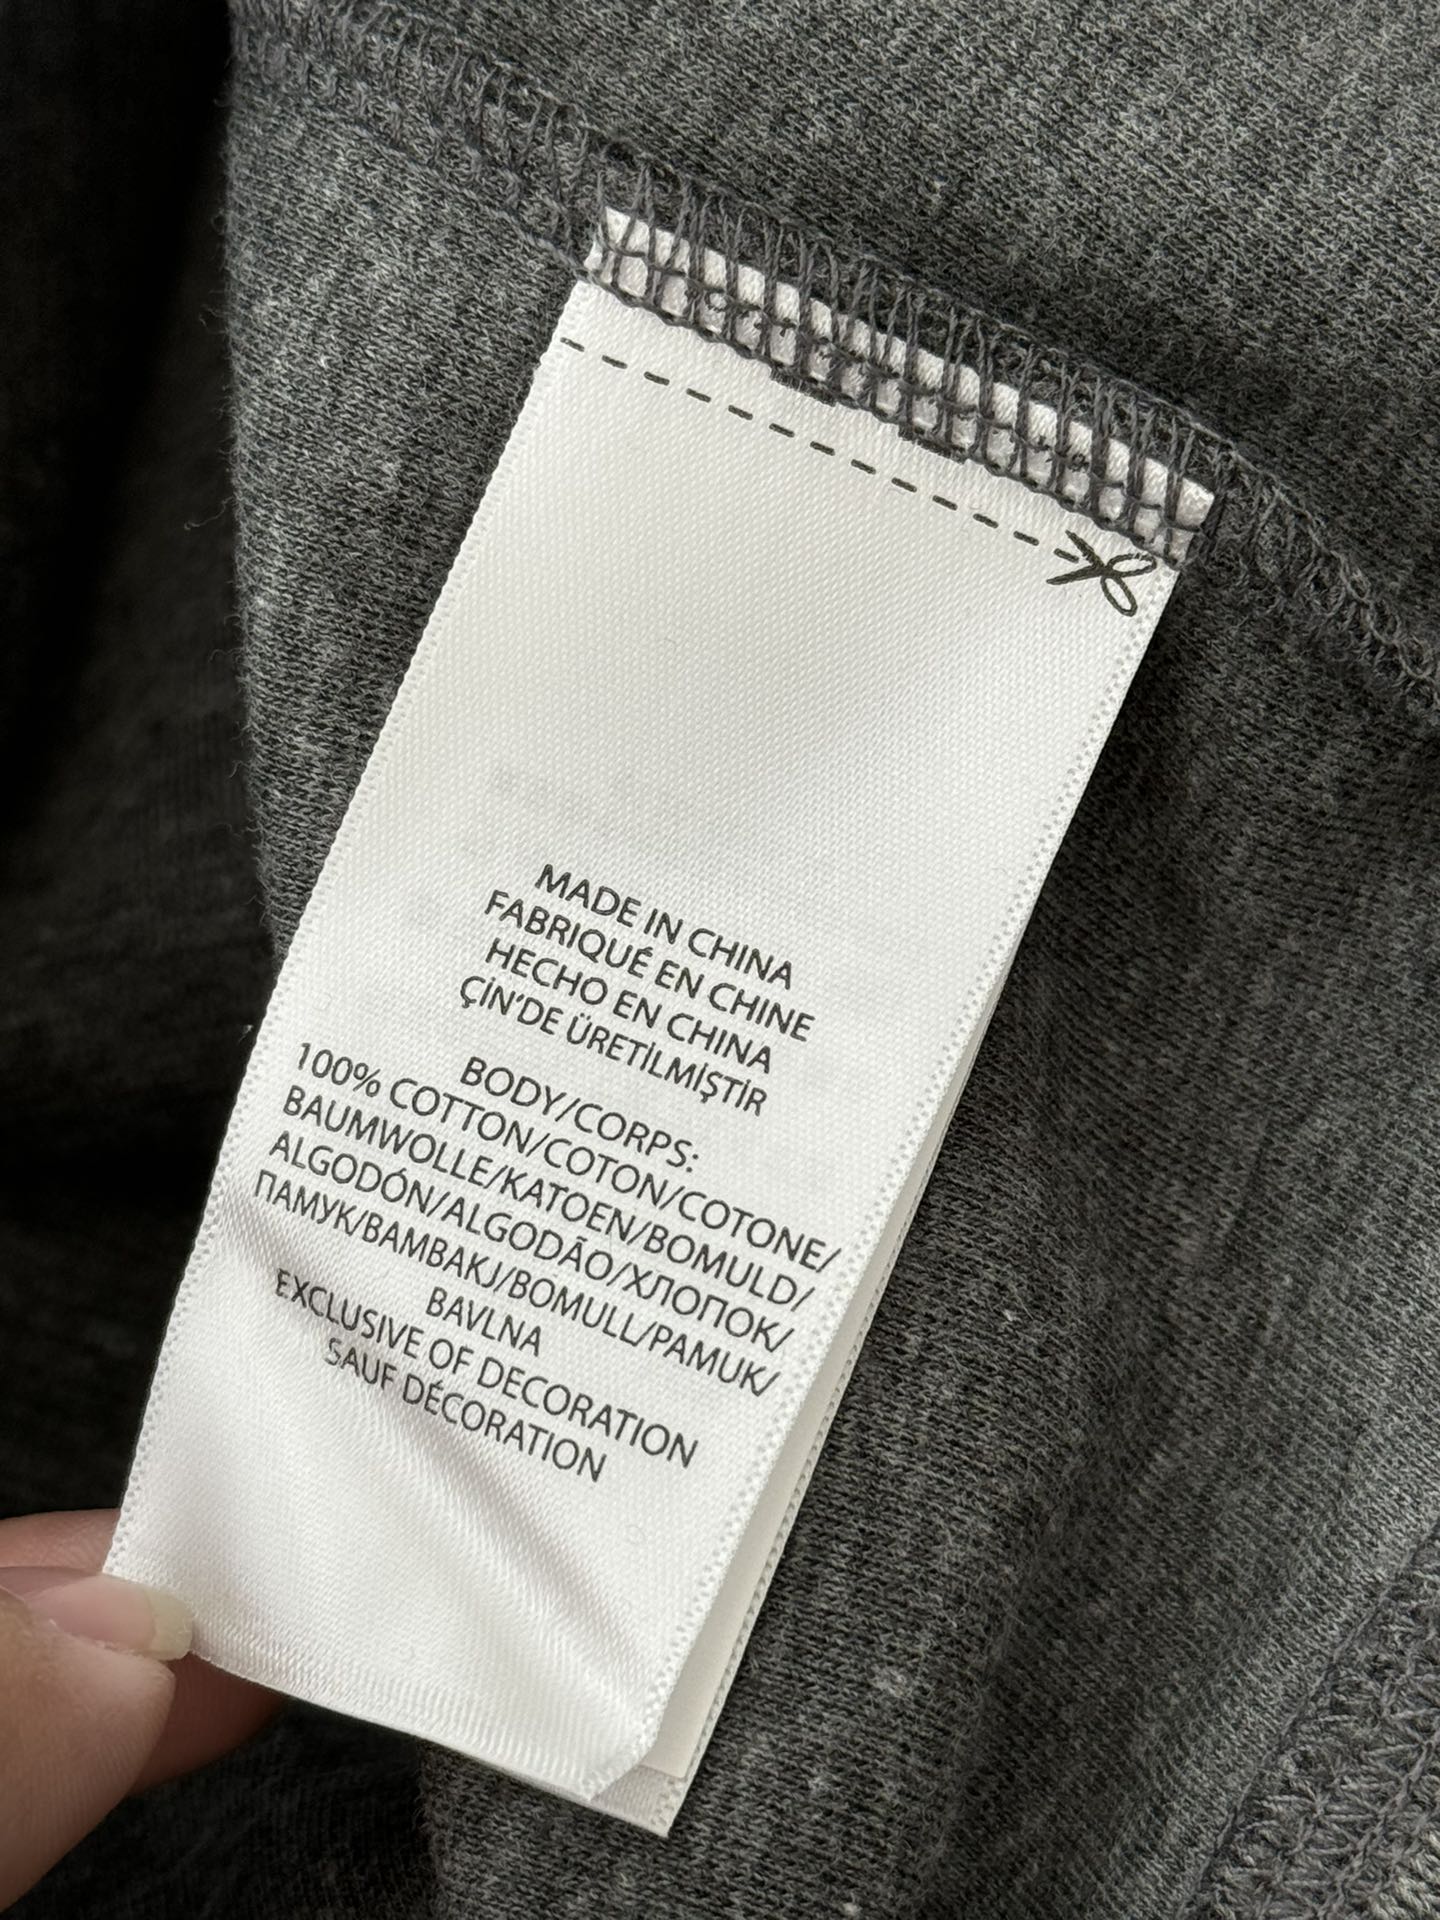 MADE IN CHINA
FABRIQUÉ EN CHINE
HECHO EN CHINA
ÇİN'DE ÜRETİLMİŞTİR
BODY/CORPS:
100% COTTON/COTON/COTONE/
BAUMWOLLE/KATOEN/BOMULD/
ALGODÓN/ALGODÃO/ХЛОПОК/
ПАМУК/BAMBAKJ/BOMULL/PAMUK/
BAVLNA
EXCLUSIVE OF DECORATION
SAUF DÉCORATION